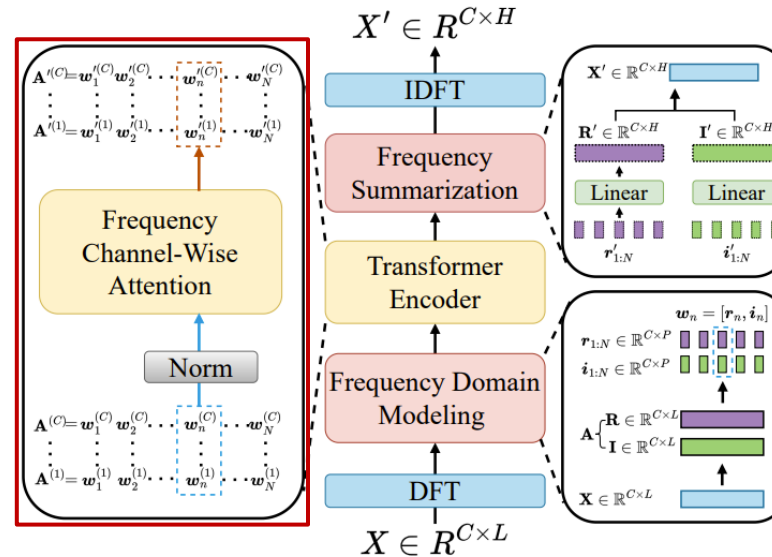 X′ ∈ R^{C×H}
IDFT
Frequency
Summarization
Transformer
Encoder
Frequency Domain
Modeling
DFT
X ∈ R^{C×L}
A′^{(C)}=w′_1^{(C)} w′_2^{(C)} ··· w′_n^{(C)} ··· w′_N^{(C)}
A′^{(1)}=w′_1^{(1)} w′_2^{(1)} ··· w′_n^{(1)} ··· w′_N^{(1)}
Frequency
Channel-Wise
Attention
Norm
A^{(C)}=w_1^{(C)} w_2^{(C)} ··· w_n^{(C)} ··· w_N^{(C)}
A^{(1)}=w_1^{(1)} w_2^{(1)} ··· w_n^{(1)} ··· w_N^{(1)}
X′ ∈ ℝ^{C×H}
R′ ∈ ℝ^{C×H} I′ ∈ ℝ^{C×H}
Linear Linear
r′_{1:N} i′_{1:N}
w_n = [r_n, i_n]
r_{1:N} ∈ ℝ^{C×P}
i_{1:N} ∈ ℝ^{C×P}
R ∈ ℝ^{C×L}
A {
I ∈ ℝ^{C×L}
X ∈ ℝ^{C×L}